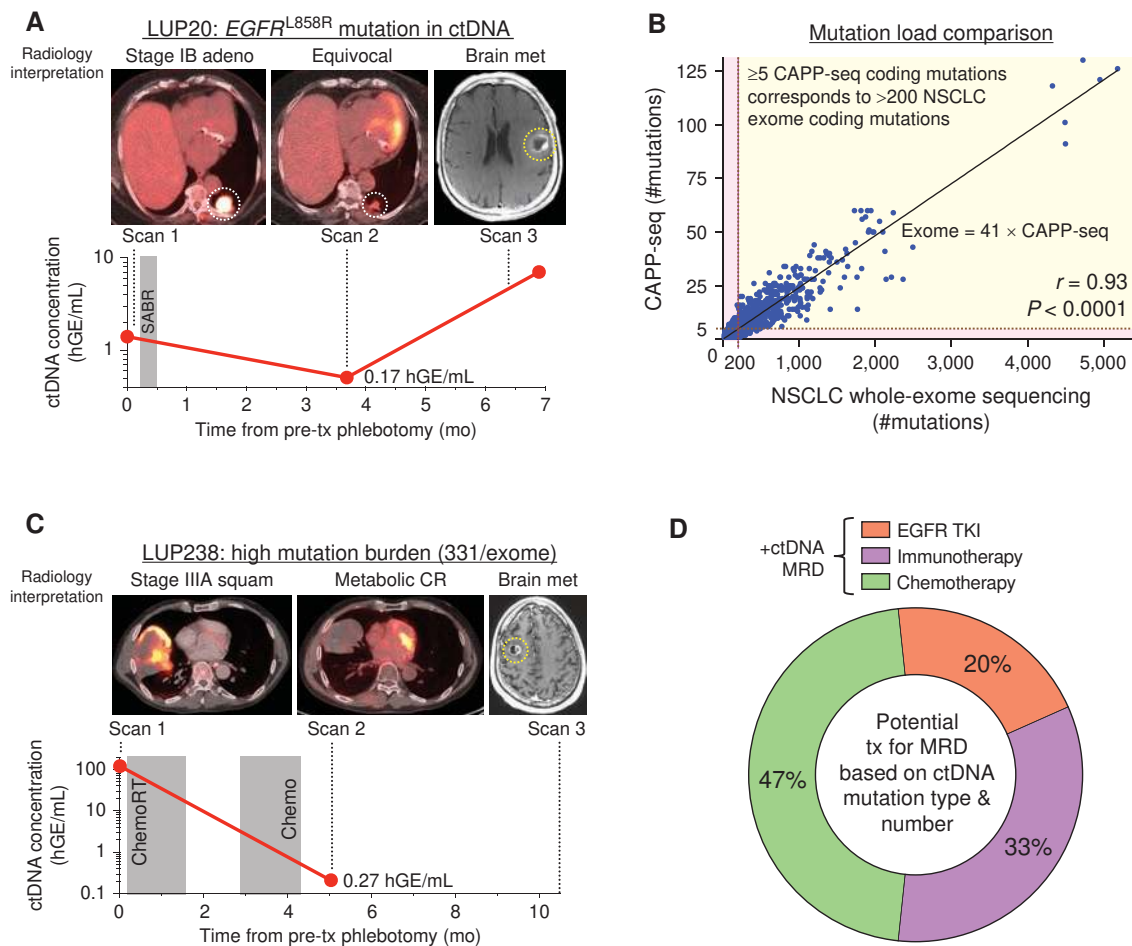 A
LUP20: EGFR^L858R mutation in ctDNA
Radiology
interpretation
Stage IB adeno
Equivocal
Brain met
Scan 1
Scan 2
Scan 3
ctDNA concentration
(hGE/mL)
10
1
SABR
0.17 hGE/mL
0 1 2 3 4 5 6 7
Time from pre-tx phlebotomy (mo)
B
Mutation load comparison
CAPP-seq (#mutations)
125
100
75
50
25
5
≥5 CAPP-seq coding mutations
corresponds to >200 NSCLC
exome coding mutations
Exome = 41 × CAPP-seq
r = 0.93
P < 0.0001
0 200 1,000 2,000 3,000 4,000 5,000
NSCLC whole-exome sequencing
(#mutations)
C
LUP238: high mutation burden (331/exome)
Radiology
interpretation
Stage IIIA squam
Metabolic CR
Brain met
Scan 1
Scan 2
Scan 3
ctDNA concentration
(hGE/mL)
100
10
1
0.1
ChemoRT
Chemo
0.27 hGE/mL
0 2 4 6 8 10
Time from pre-tx phlebotomy (mo)
D
+ctDNA
MRD
EGFR TKI
Immunotherapy
Chemotherapy
20%
33%
47%
Potential
tx for MRD
based on ctDNA
mutation type &
number